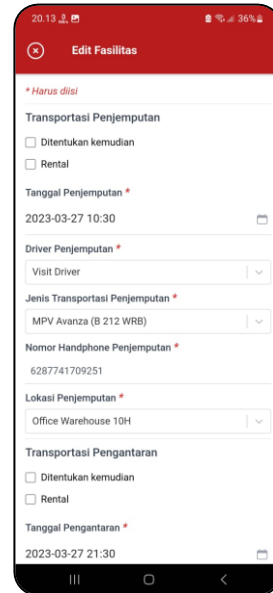 20.13
36%
Edit Fasilitas
* Harus diisi
Transportasi Penjemputan
Ditentukan kemudian
Rental
Tanggal Penjemputan *
2023-03-27 10:30
Driver Penjemputan *
Visit Driver
Jenis Transportasi Penjemputan *
MPV Avanza (B 212 WRB)
Nomor Handphone Penjemputan *
6287741709251
Lokasi Penjemputan *
Office Warehouse 10H
Transportasi Pengantaran
Ditentukan kemudian
Rental
Tanggal Pengantaran *
2023-03-27 21:30